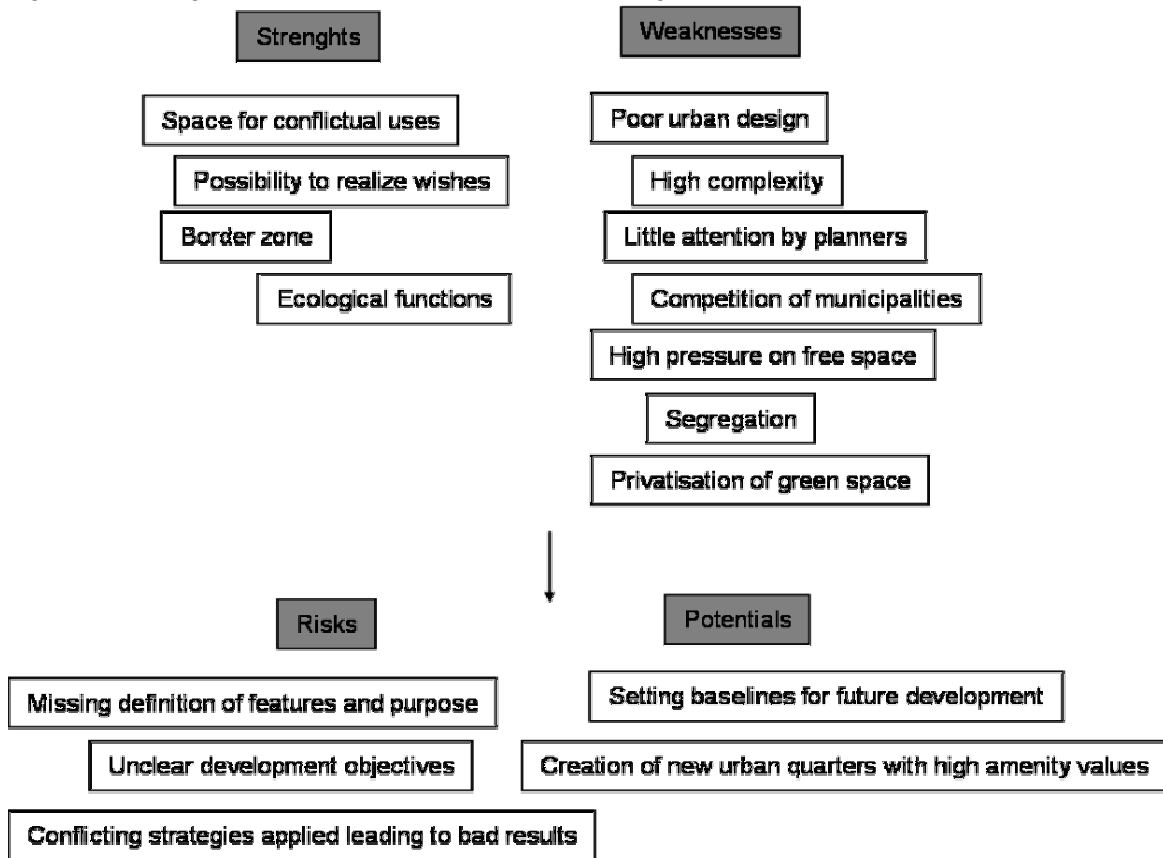 Strenghts
Space for conflictual uses
Possibility to realize wishes
Border zone
Ecological functions
Weaknesses
Poor urban design
High complexity
Little attention by planners
Competition of municipalities
High pressure on free space
Segregation
Privatisation of green space
Risks
Missing definition of features and purpose
Unclear development objectives
Conflicting strategies applied leading to bad results
Potentials
Setting baselines for future development
Creation of new urban quarters with high amenity values